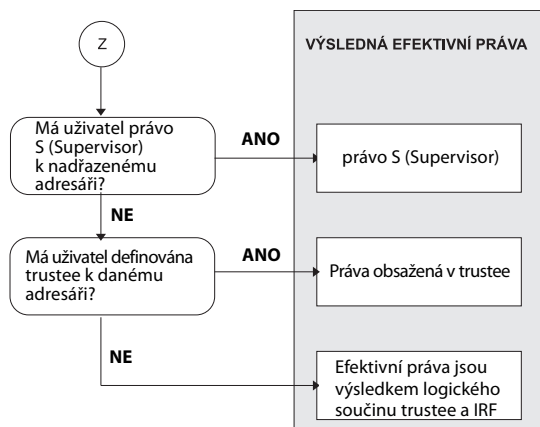 Z
VÝSLEDNÁ EFEKTIVNÍ PRÁVA
Má uživatel právo
S (Supervisor)
k nadřazenému
adresáři?
ANO
právo S (Supervisor)
NE
Má uživatel definována
trustee k danému
adresáři?
ANO
Práva obsažená v trustee
NE
Efektivní práva jsou
výsledkem logického
součinu trustee a IRF